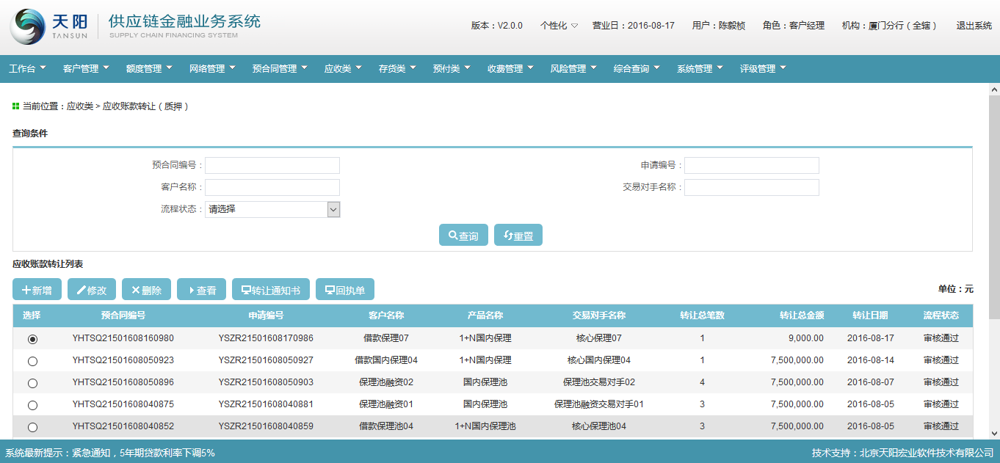 天阳 TANSUN 供应链金融业务系统 SUPPLY CHAIN FINANCING SYSTEM
版本：V2.0.0 个性化 营业日：2016-08-17 用户：陈毅桢 角色：客户经理 机构：厦门分行（全辖） 退出系统
工作台 客户管理 额度管理 网络管理 预合同管理 应收类 存货类 预付类 收费管理 风险管理 综合查询 系统管理 评级管理
当前位置：应收类 > 应收账款转让（质押）
查询条件
预合同编号： 申请编号：
客户名称： 交易对手名称：
流程状态： 请选择
查询 重置
应收账款转让列表
新增 修改 删除 查看 转让通知书 回执单 单位：元
选择 预合同编号 申请编号 客户名称 产品名称 交易对手名称 转让总笔数 转让总金额 转让日期 流程状态
YHTSQ21501608160980 YSZR21501608170986 借款保理07 1+N国内保理 核心保理07 1 9,000.00 2016-08-17 审核通过
YHTSQ21501608050923 YSZR21501608050927 借款国内保理04 1+N国内保理 核心国内保理04 1 7,500,000.00 2016-08-14 审核通过
YHTSQ21501608050896 YSZR21501608050903 保理池融资02 国内保理池 保理池交易对手02 4 7,500,000.00 2016-08-07 审核通过
YHTSQ21501608040875 YSZR21501608040881 保理池融资01 国内保理池 保理池融资交易对手01 3 7,500,000.00 2016-08-05 审核通过
YHTSQ21501608040852 YSZR21501608040859 借款保理池04 1+N国内保理池 核心保理池04 3 7,500,000.00 2016-08-05 审核通过
系统最新提示：紧急通知，5年期贷款利率下调5% 技术支持：北京天阳宏业软件技术有限公司